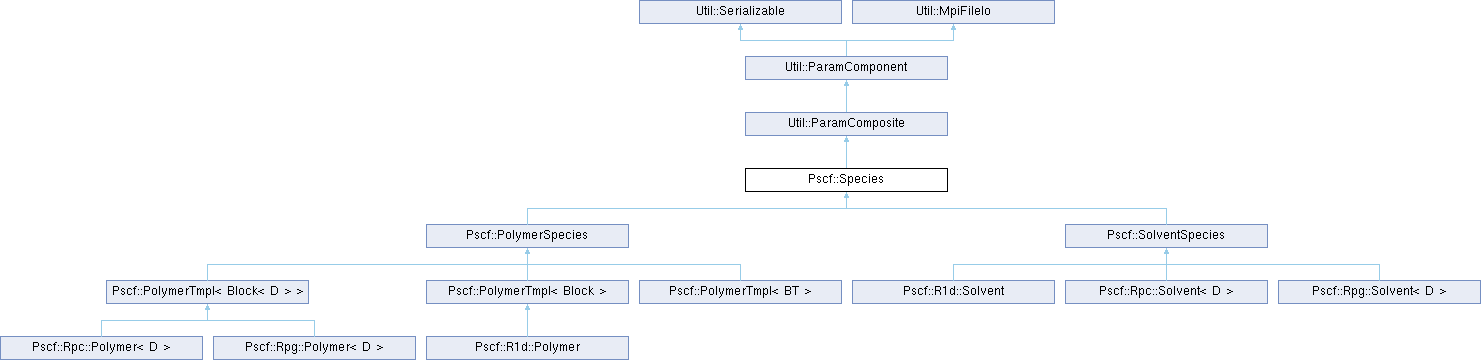 Util::Serializable
Util::MpiFileIo
Util::ParamComponent
Util::ParamComposite
Pscf::Species
Pscf::PolymerSpecies
Pscf::SolventSpecies
Pscf::PolymerTmpl< Block< D > >
Pscf::PolymerTmpl< Block >
Pscf::PolymerTmpl< BT >
Pscf::R1d::Solvent
Pscf::Rpc::Solvent< D >
Pscf::Rpg::Solvent< D >
Pscf::Rpc::Polymer< D >
Pscf::Rpg::Polymer< D >
Pscf::R1d::Polymer